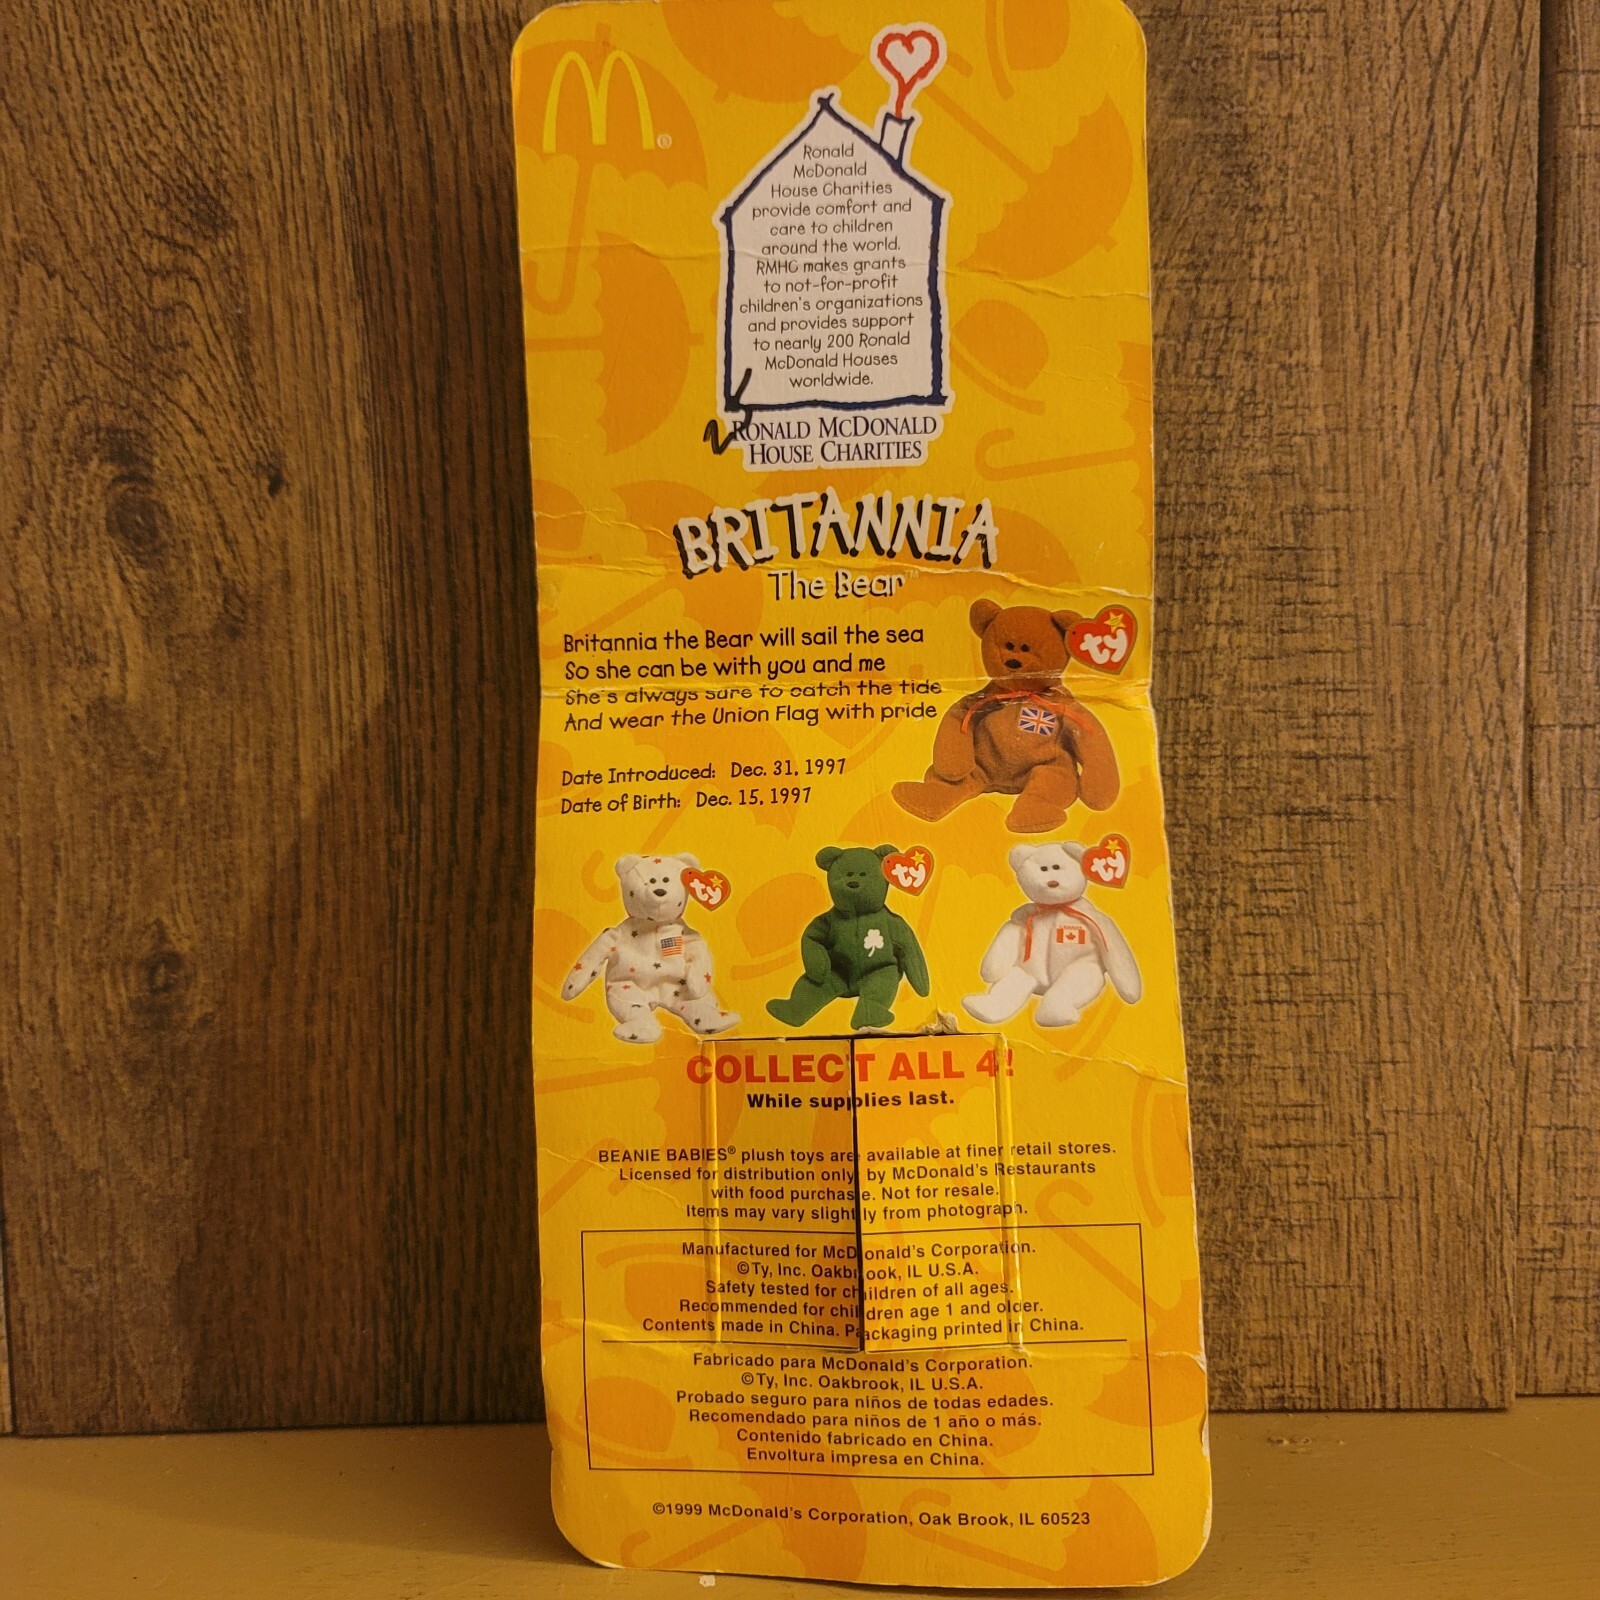 M®
Ronald
McDonald
House Charities
provide comfort and
care to children
around the world.
RMHC makes grants
to not-for-profit
children's organizations
and provides support
to nearly 200 Ronald
McDonald Houses
worldwide.
RONALD MCDONALD
HOUSE CHARITIES
BRITANNIA
The Bear™
Britannia the Bear will sail the sea
So she can be with you and me
She's always sure to catch the tide
And wear the Union Flag with pride
Date Introduced: Dec. 31, 1997
Date of Birth: Dec. 15, 1997
ty
ty
ty
ty
COLLECT ALL 4!
While supplies last.
BEANIE BABIES® plush toys are available at finer retail stores.
Licensed for distribution only by McDonald's Restaurants
with food purchase. Not for resale.
Items may vary slightly from photograph.
Manufactured for McDonald's Corporation.
©Ty, Inc. Oakbrook, IL U.S.A.
Safety tested for children of all ages.
Recommended for children age 1 and older.
Contents made in China. Packaging printed in China.
Fabricado para McDonald's Corporation.
©Ty, Inc. Oakbrook, IL U.S.A.
Probado seguro para niños de todas edades.
Recomendado para niños de 1 año o más.
Contenido fabricado en China.
Envoltura impresa en China.
©1999 McDonald's Corporation, Oak Brook, IL 60523